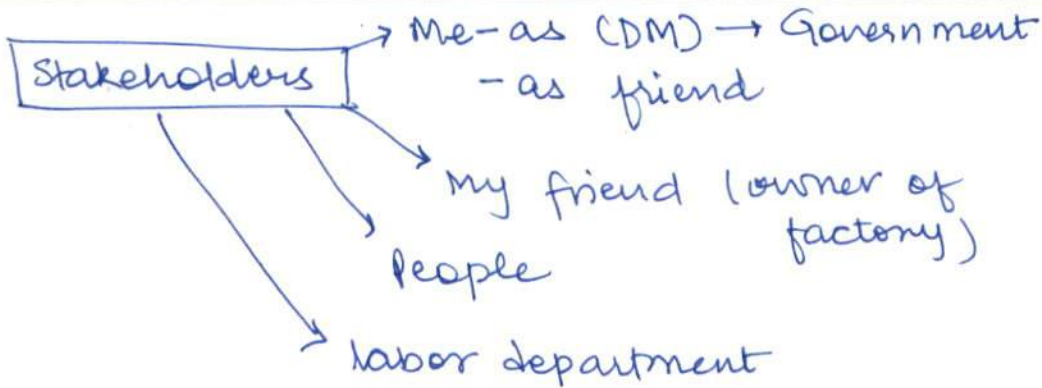 Stakeholders → Me-as (DM) → Government
- as friend
My friend (owner of
factory)
People
labor department